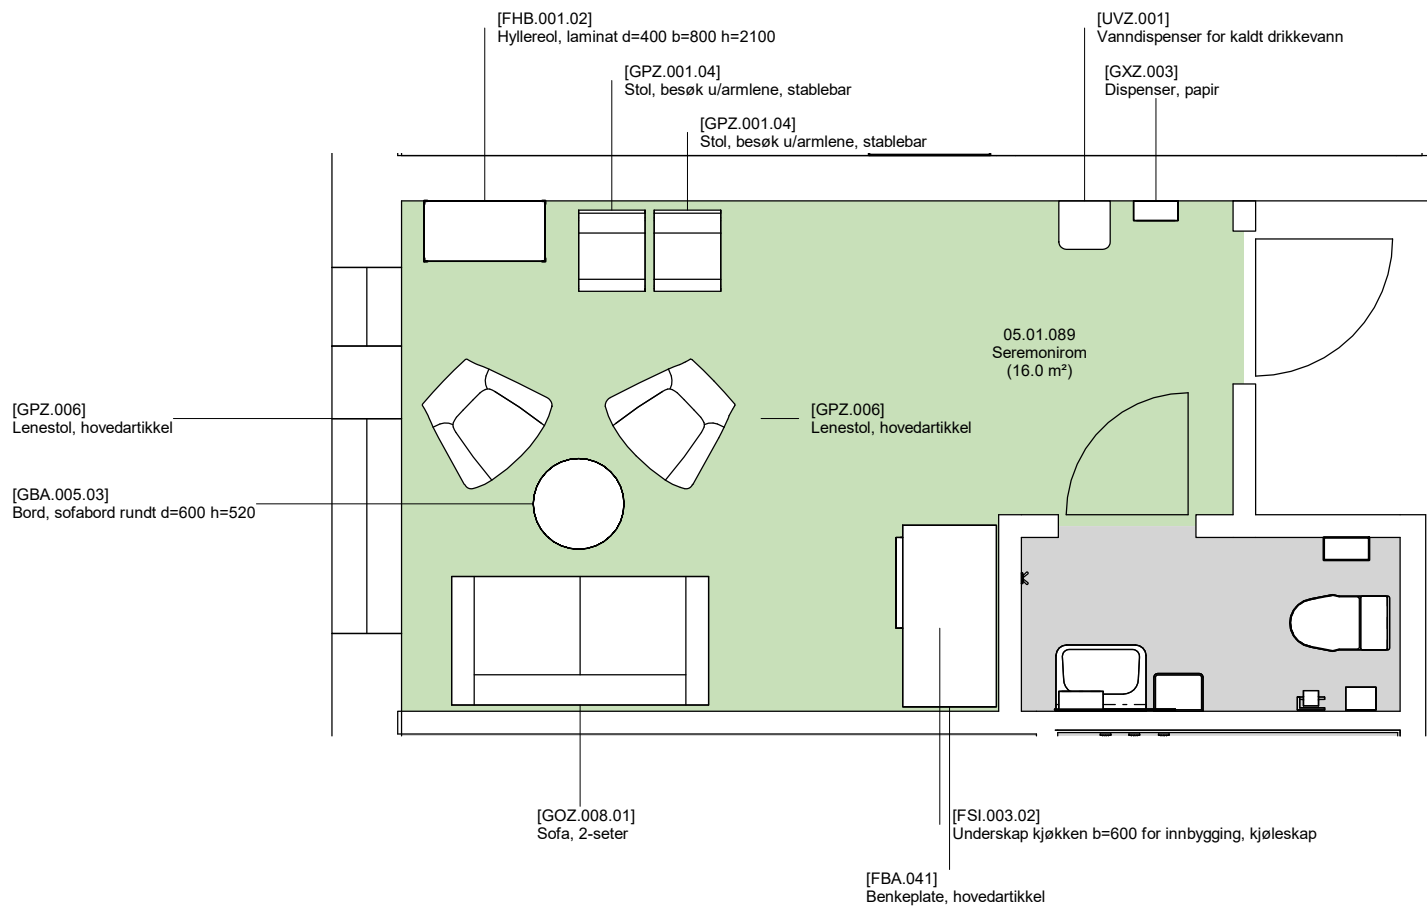 [FHB.001.02]
Hyllereol, laminat d=400 b=800 h=2100
[UVZ.001]
Vanndispenser for kaldt drikkevann
[GPZ.001.04]
Stol, besøk u/armlene, stablebar
[GXZ.003]
Dispenser, papir
[GPZ.001.04]
Stol, besøk u/armlene, stablebar
05.01.089
Seremonirom
(16.0 m²)
[GPZ.006]
Lenestol, hovedartikkel
[GPZ.006]
Lenestol, hovedartikkel
[GBA.005.03]
Bord, sofabord rundt d=600 h=520
[GOZ.008.01]
Sofa, 2-seter
[FSI.003.02]
Underskap kjøkken b=600 for innbygging, kjøleskap
[FBA.041]
Benkeplate, hovedartikkel